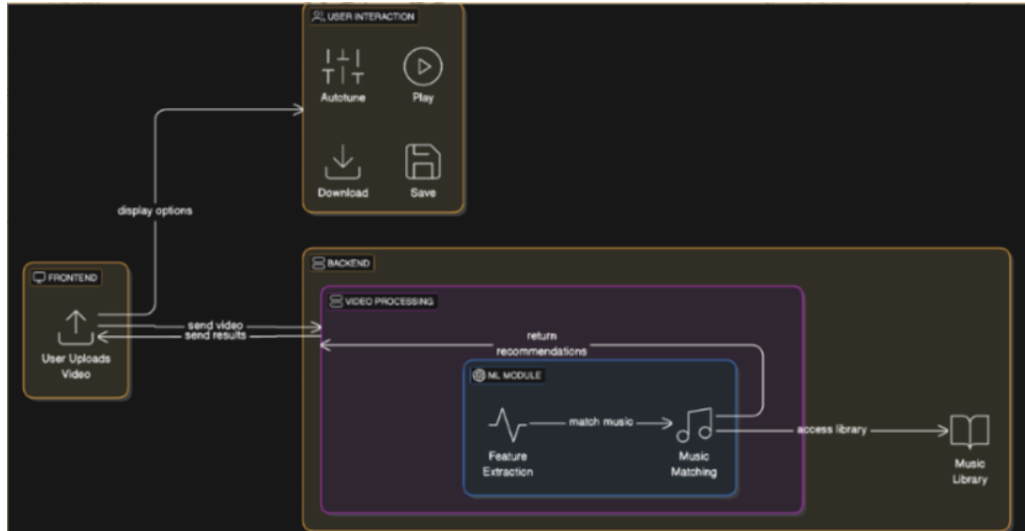 USER INTERACTION
Autotune
Play
Download
Save
display options
FRONTEND
User Uploads
Video
send video
send results
BACKEND
VIDEO PROCESSING
return
recommendations
ML MODULE
Feature
Extraction
match music
Music
Matching
access library
Music
Library